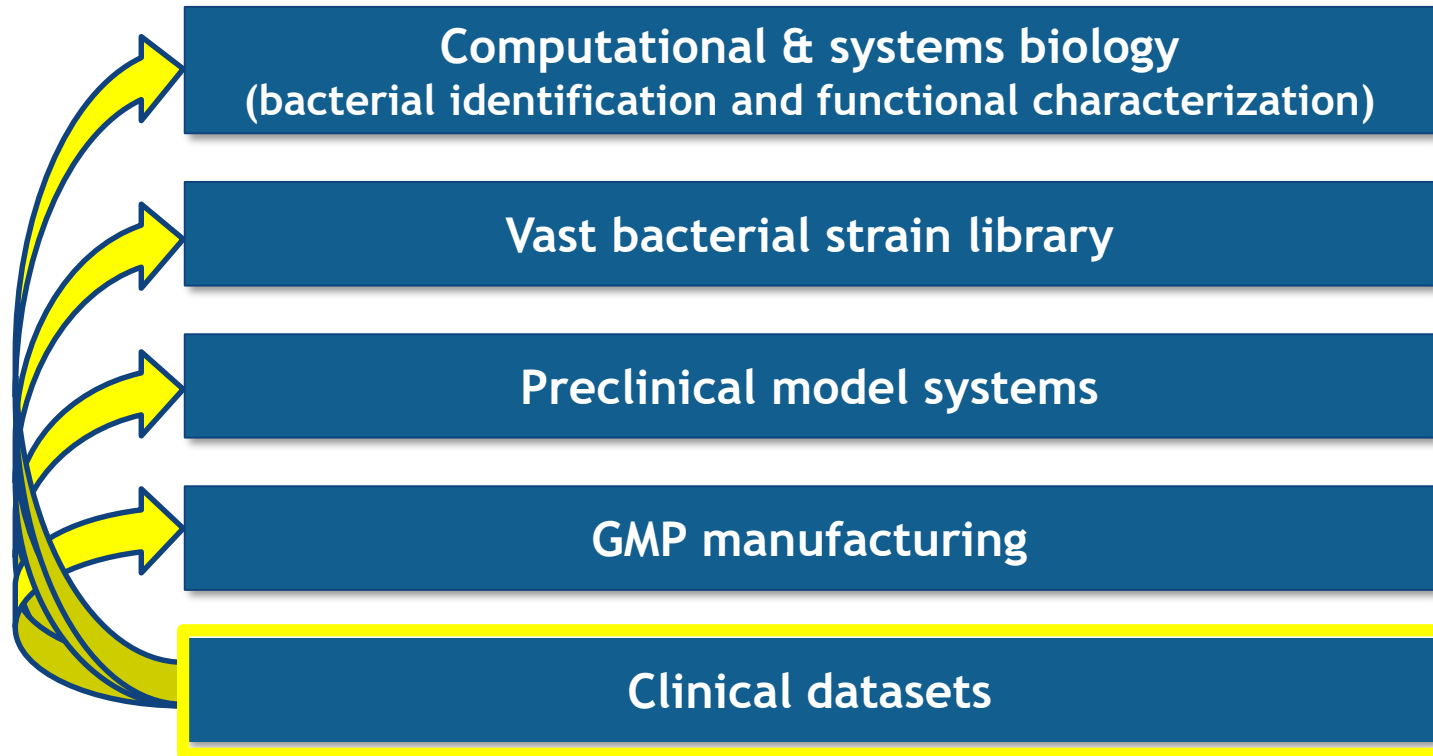 Computational & systems biology
(bacterial identification and functional characterization)
Vast bacterial strain library
Preclinical model systems
GMP manufacturing
Clinical datasets